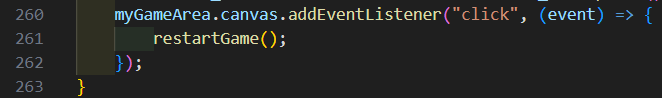 260 myGameArea.canvas.addEventListener("click", (event) => {
261 restartGame();
262 });
263 }